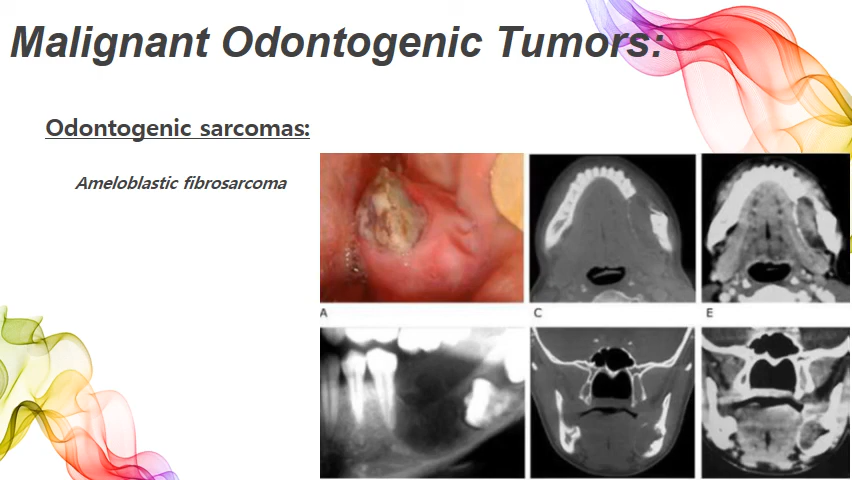 Malignant Odontogenic Tumors:
Odontogenic sarcomas:
Ameloblastic fibrosarcoma
A
C
E